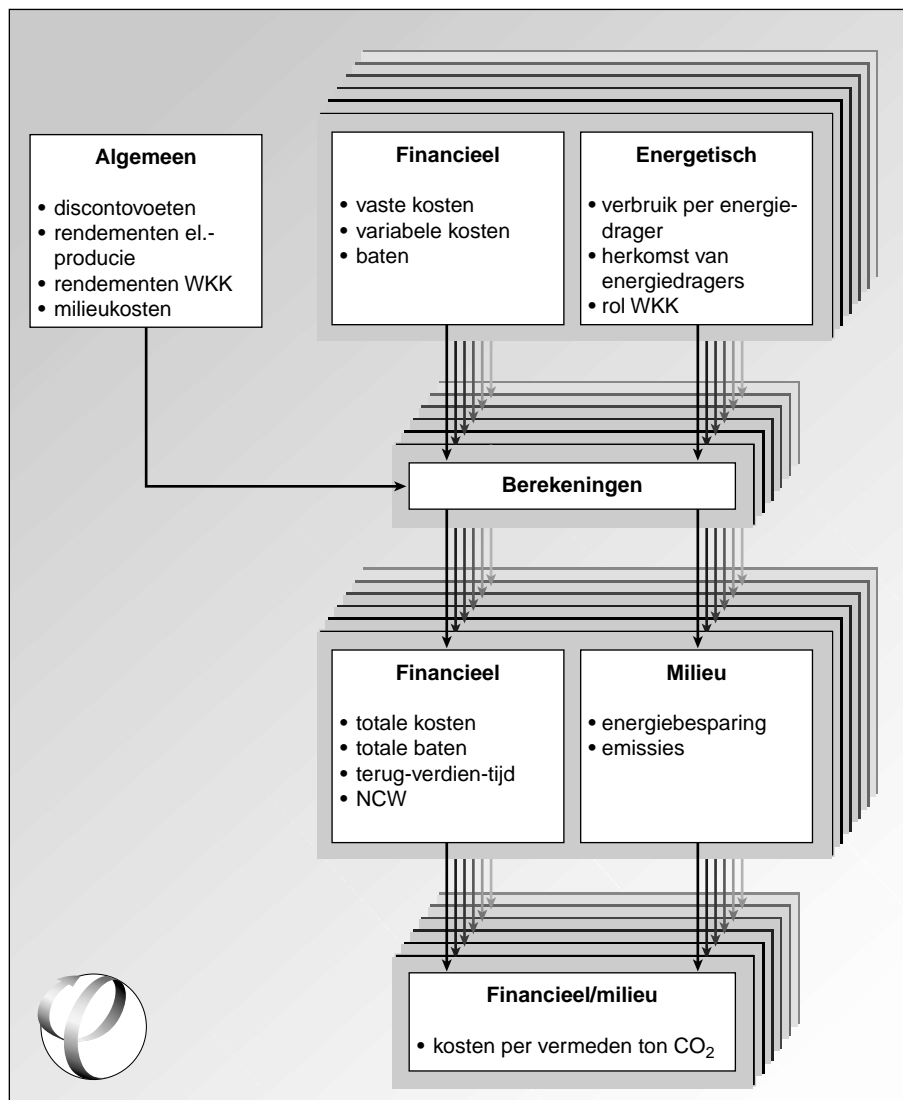 Algemeen
• discontovoeten
• rendementen el.-
producie
• rendementen WKK
• milieukosten
Financieel
• vaste kosten
• variabele kosten
• baten
Energetisch
• verbruik per energie-
drager
• herkomst van
energiedragers
• rol WKK
Berekeningen
Financieel
• totale kosten
• totale baten
• terug-verdien-tijd
• NCW
Milieu
• energiebesparing
• emissies
Financieel/milieu
• kosten per vermeden ton CO₂